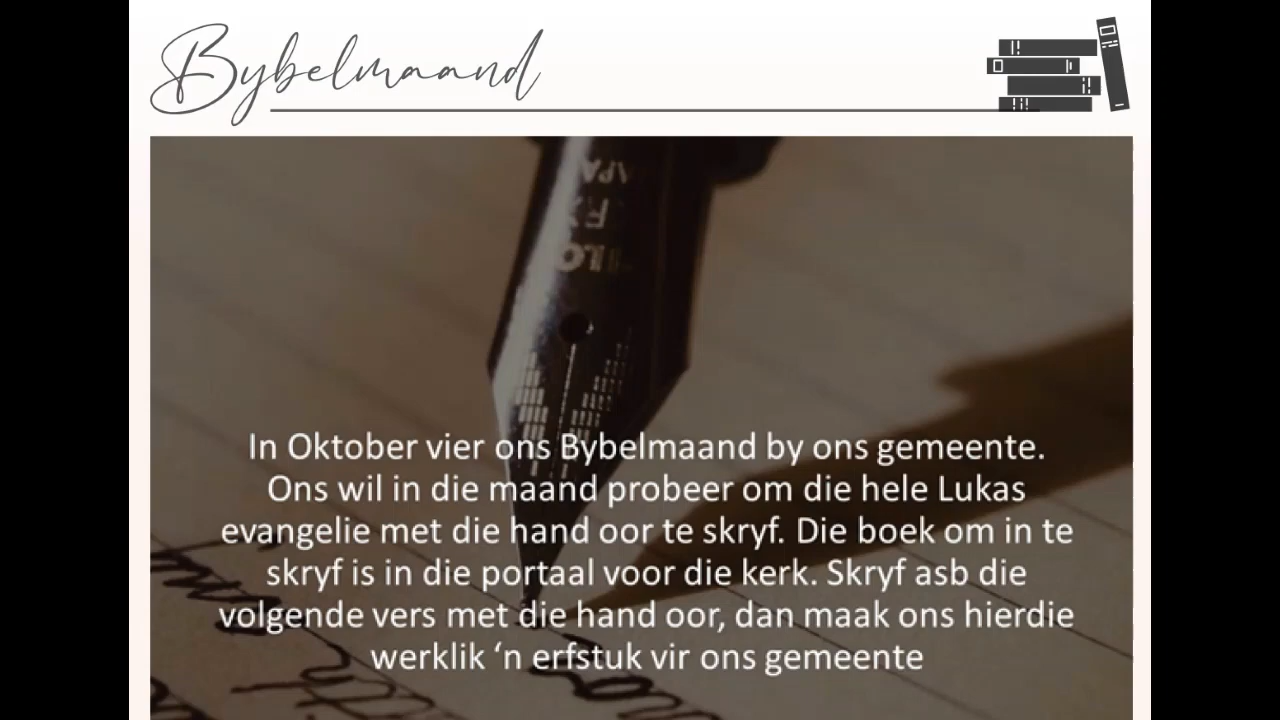 Bybelmaand
In Oktober vier ons Bybelmaand by ons gemeente.
Ons wil in die maand probeer om die hele Lukas
evangelie met die hand oor te skryf. Die boek om in te
skryf is in die portaal voor die kerk. Skryf asb die
volgende vers met die hand oor, dan maak ons hierdie
werklik ‘n erfstuk vir ons gemeente